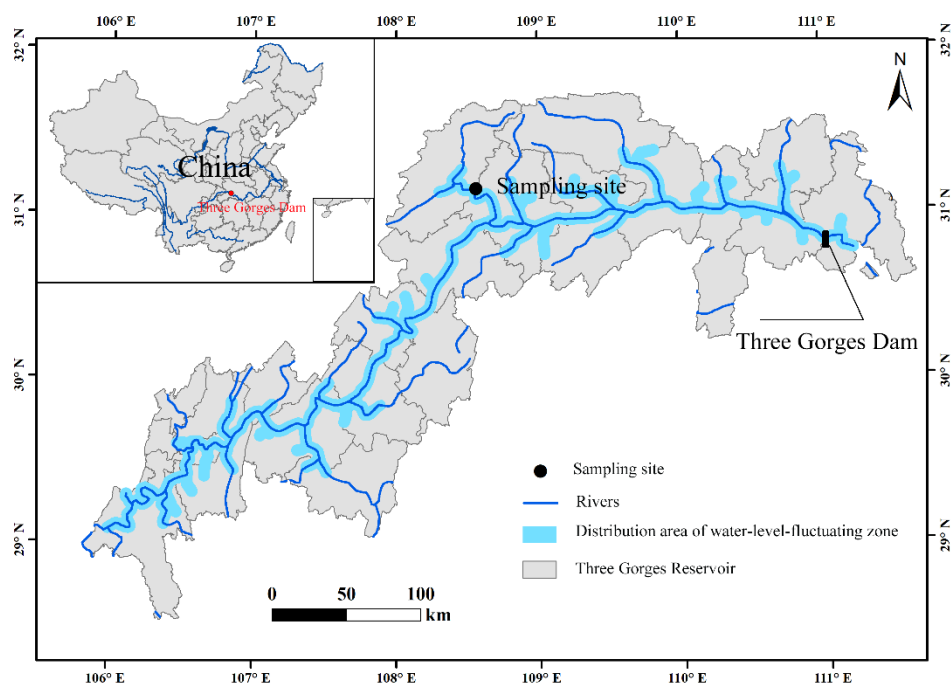 106° E 107° E 108° E 109° E 110° E 111° E
32° N
32° N
N
China
Three Gorges Dam
Sampling site
31° N
31° N
Three Gorges Dam
30° N
30° N
Sampling site
Rivers
Distribution area of water-level-fluctuating zone
Three Gorges Reservoir
29° N
29° N
0 50 100
km
106° E 107° E 108° E 109° E 110° E 111° E